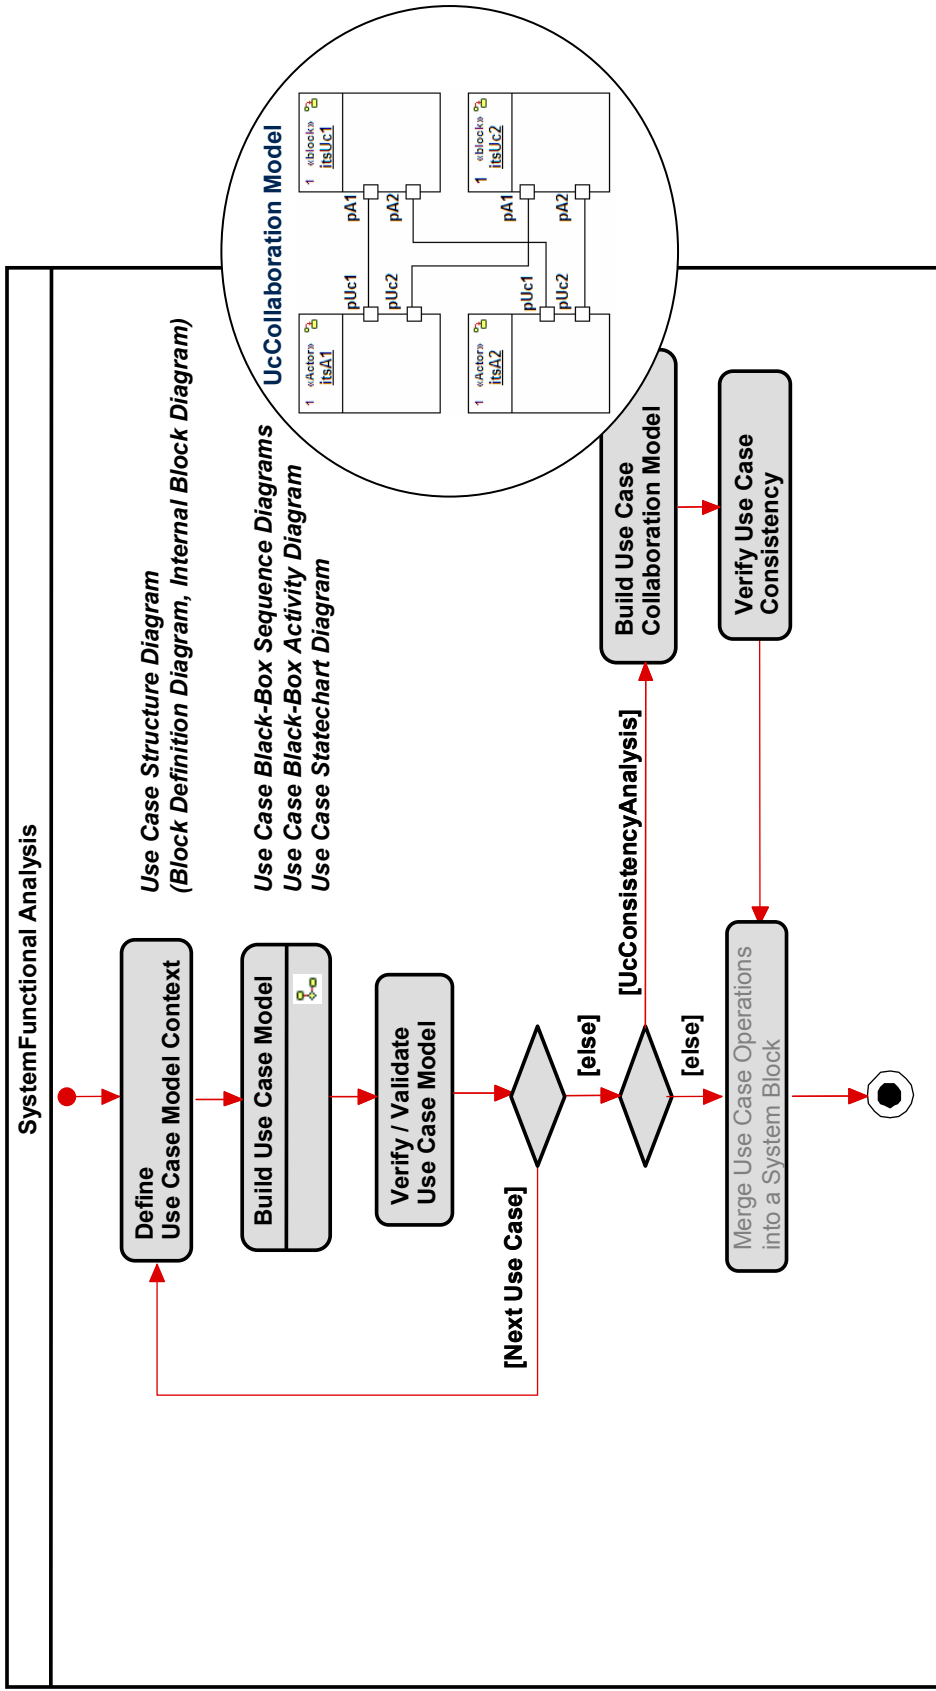 SystemFunctional Analysis
Define
Use Case Model Context
Use Case Structure Diagram
(Block Definition Diagram, Internal Block Diagram)
Build Use Case Model
Use Case Black-Box Sequence Diagrams
Use Case Black-Box Activity Diagram
Use Case Statechart Diagram
Verify / Validate
Use Case Model
[Next Use Case]
[else]
[UcConsistencyAnalysis]
[else]
Build Use Case
Collaboration Model
Verify Use Case
Consistency
Merge Use Case Operations
into a System Block
UcCollaboration Model
1 «Actor»
itsA1
pUc1
pUc2
1 «block»
itsUc1
pA1
pA2
1 «Actor»
itsA2
pUc1
pUc2
1 «block»
itsUc2
pA1
pA2